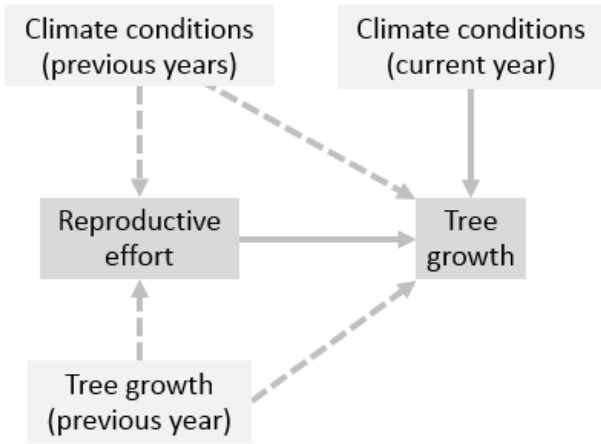 Climate conditions
(previous years)
Climate conditions
(current year)
Reproductive
effort
Tree
growth
Tree growth
(previous year)